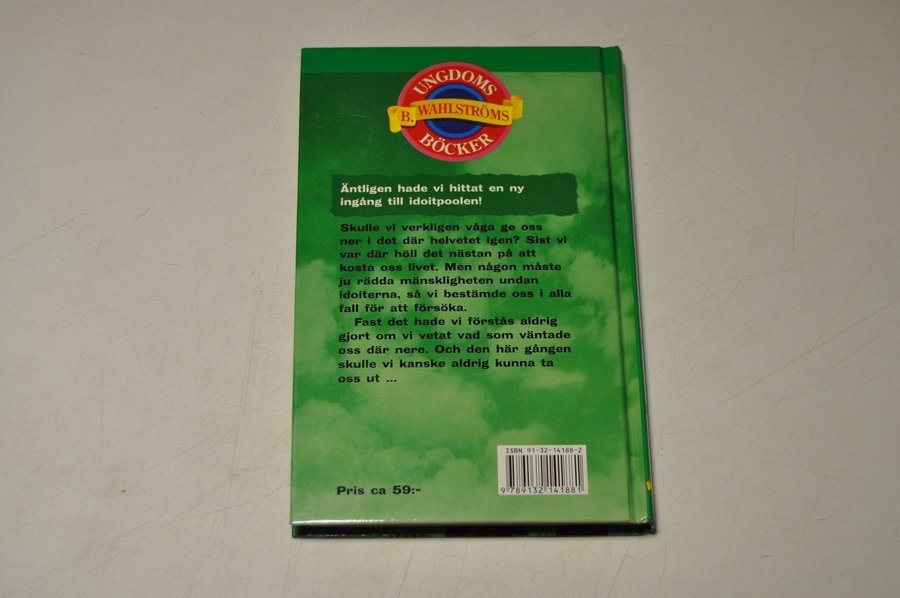 UNGDOMS
B. WAHLSTRÖMS
BÖCKER
Äntligen hade vi hittat en ny
ingång till idoitpoolen!
Skulle vi verkligen våga ge oss
ner i det där helvetet igen? Sist vi
var där höll det nästan på att
kosta oss livet. Men någon måste
ju rädda mänskligheten undan
idoiterna, så vi bestämde oss i alla
fall för att försöka.
Fast det hade vi förstås aldrig
gjort om vi vetat vad som väntade
oss där nere. Och den här gången
skulle vi kanske aldrig kunna ta
oss ut ...
ISBN 91-32-14188-2
9 789132 141881
Pris ca 59:-